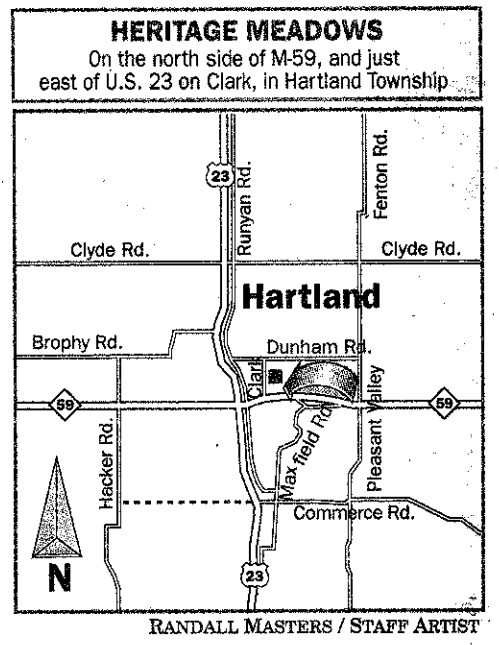 HERITAGE MEADOWS
On the north side of M-59, and just
east of U.S. 23 on Clark, in Hartland Township
23
Runyan Rd.
Fenton Rd.
Clyde Rd.
Clyde Rd.
Hartland
Brophy Rd.
Dunham Rd.
Clark
59
59
Hacker Rd.
Maxfield Rd.
Pleasant Valley
Commerce Rd.
N
23
RANDALL MASTERS / STAFF ARTIST